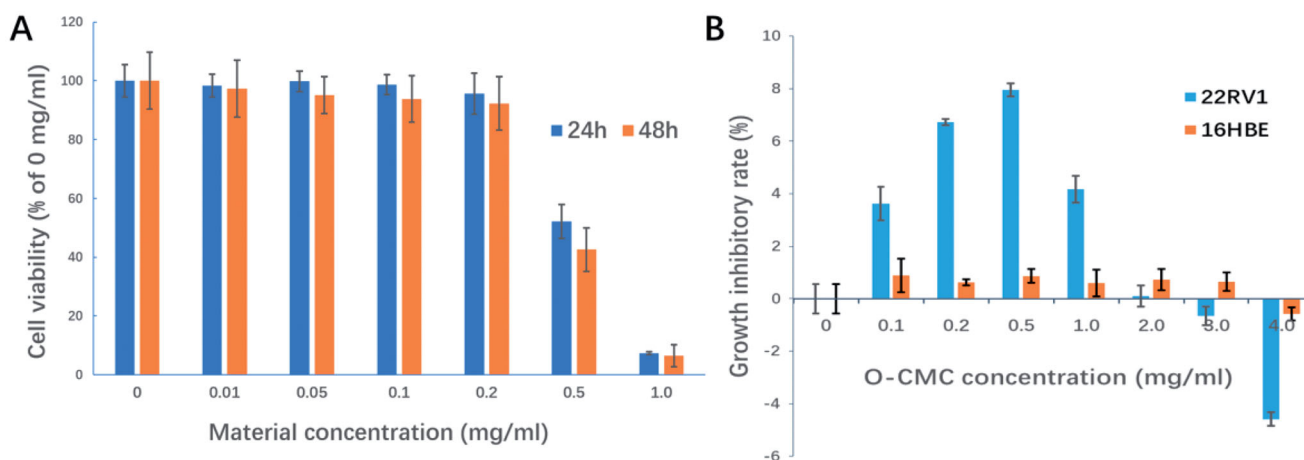 A
Cell viability (% of 0 mg/ml)
120
100
80
60
40
20
0
24h 48h
0 0.01 0.05 0.1 0.2 0.5 1.0
Material concentration (mg/ml)
B
Growth inhibitory rate (%)
10
8
6
4
2
0
-2
-4
-6
22RV1
16HBE
0 0.1 0.2 0.5 1.0 2.0 3.0 4.0
O-CMC concentration (mg/ml)